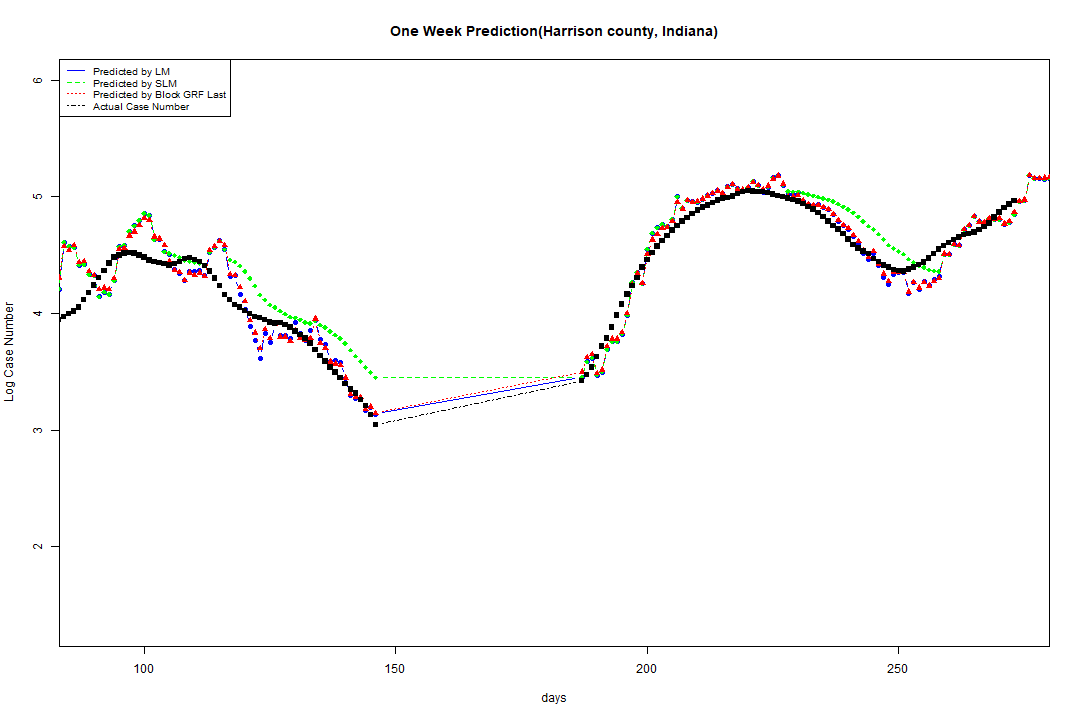 One Week Prediction(Harrison county, Indiana)
Predicted by LM
Predicted by SLM
Predicted by Block GRF Last
Actual Case Number
6
5
4
3
2
Log Case Number
100 150 200 250
days